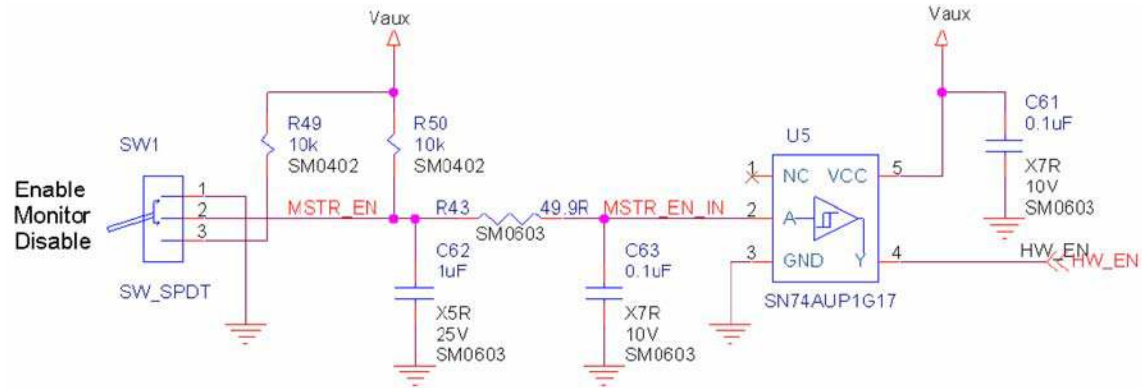 Vaux
Vaux
R49
10k
SM0402
R50
10k
SM0402
C61
0.1uF
X7R
10V
SM0603
SW1
Enable
Monitor
Disable
1
2
3
SW_SPDT
MSTR_EN
R43
49.9R
SM0603
MSTR_EN_IN
C62
1uF
X5R
25V
SM0603
C63
0.1uF
X7R
10V
SM0603
U5
1
NC
VCC
5
2
A
3
GND
Y
4
SN74AUP1G17
HW_EN
HW_EN